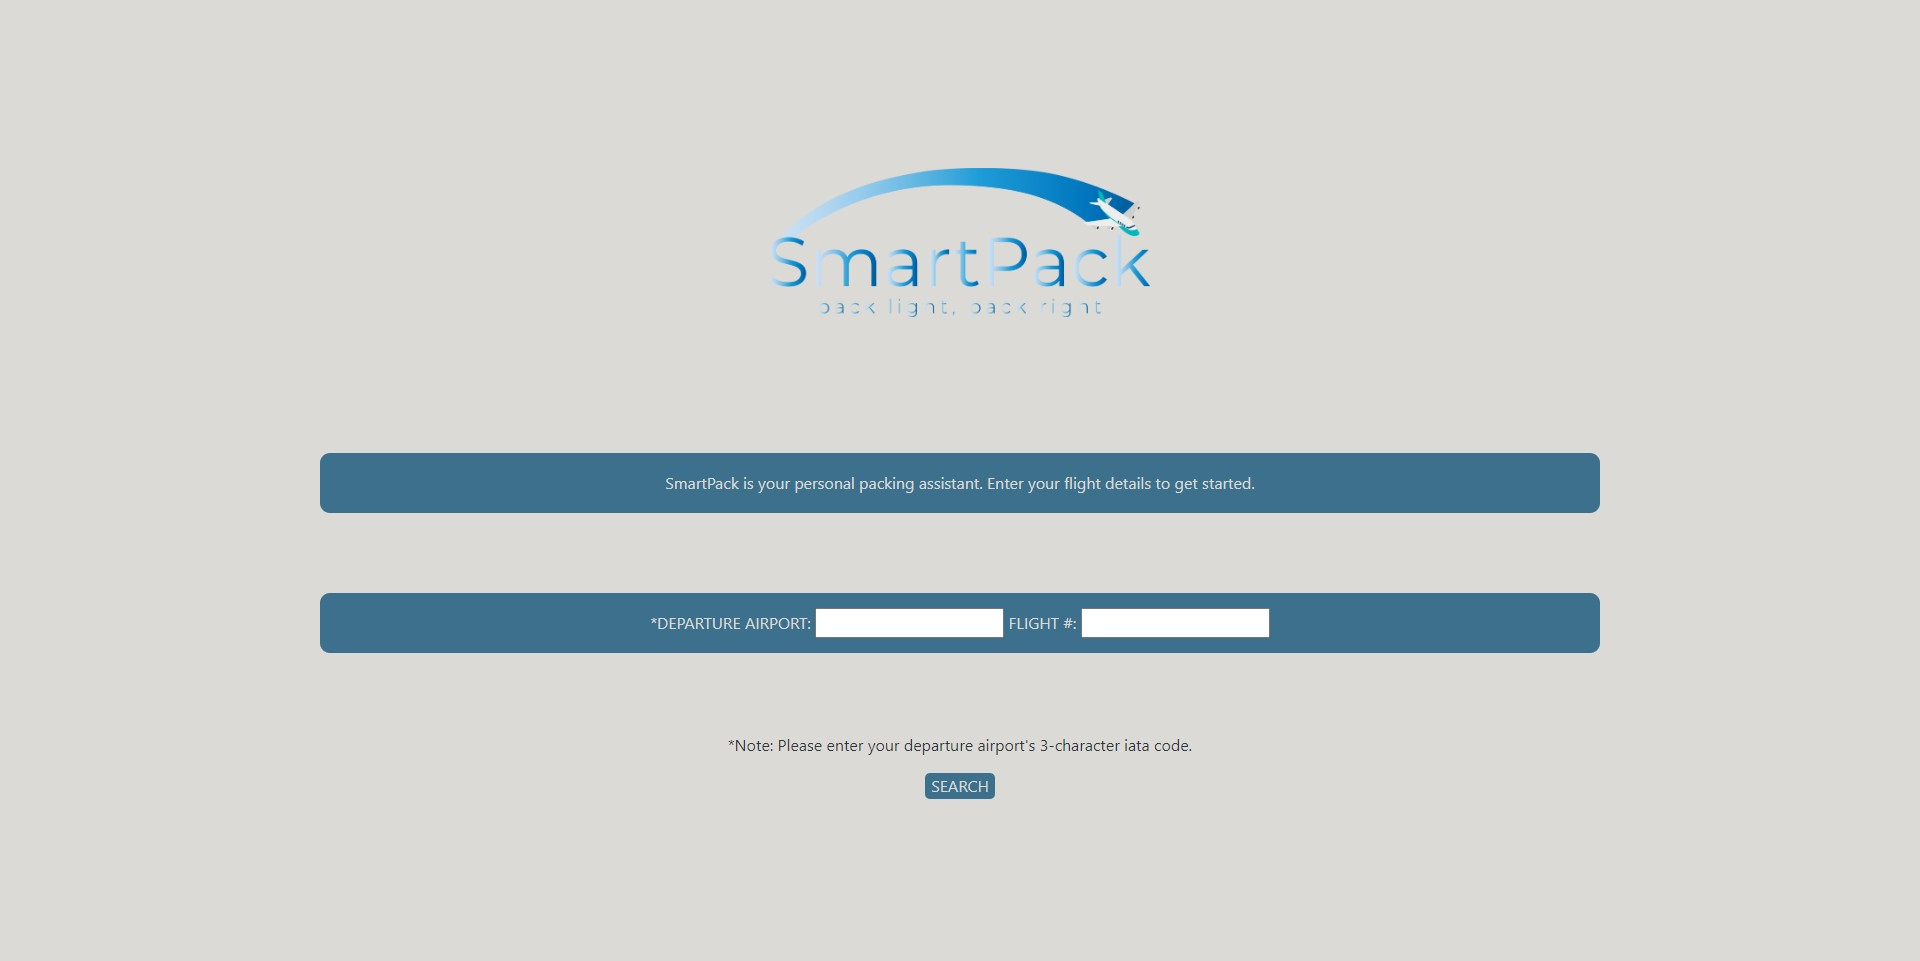 SmartPack
pack light, pack right
SmartPack is your personal packing assistant. Enter your flight details to get started.
*DEPARTURE AIRPORT: FLIGHT #:
*Note: Please enter your departure airport's 3-character iata code.
SEARCH